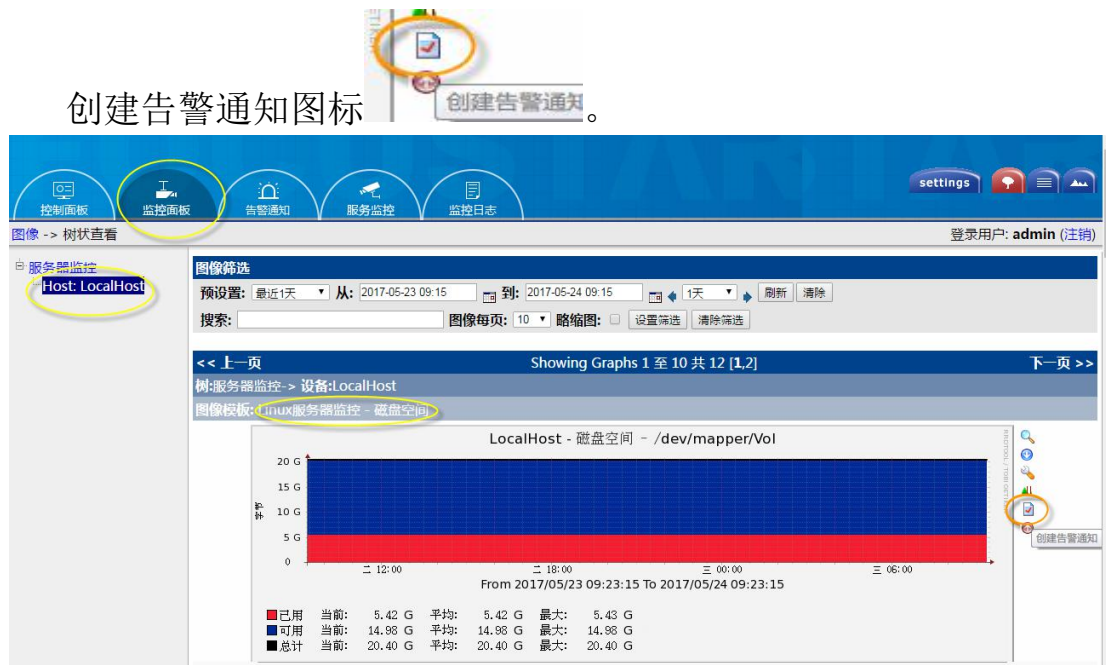 创建告警通知图标
创建告警通知
。
控制面板 监控面板 告警通知 服务监控 监控日志 settings
图像 -> 树状查看 登录用户: admin (注销)
服务器监控
Host: LocalHost
图像筛选
预设置: 最近1天 从: 2017-05-23 09:15 到: 2017-05-24 09:15 1天 刷新 清除
搜索: 图像每页: 10 略缩图: 设置筛选 清除筛选
<< 上一页 Showing Graphs 1 至 10 共 12 [1,2] 下一页 >>
树:服务器监控-> 设备:LocalHost
图像模板: Linux服务器监控 - 磁盘空间
LocalHost - 磁盘空间 - /dev/mapper/Vol
20 G
15 G
10 G
5 G
0
字节
二 12:00 二 18:00 三 00:00 三 06:00
From 2017/05/23 09:23:15 To 2017/05/24 09:23:15
创建告警通知
已用 当前: 5.42 G 平均: 5.42 G 最大: 5.43 G
可用 当前: 14.98 G 平均: 14.98 G 最大: 14.98 G
总计 当前: 20.40 G 平均: 20.40 G 最大: 20.40 G